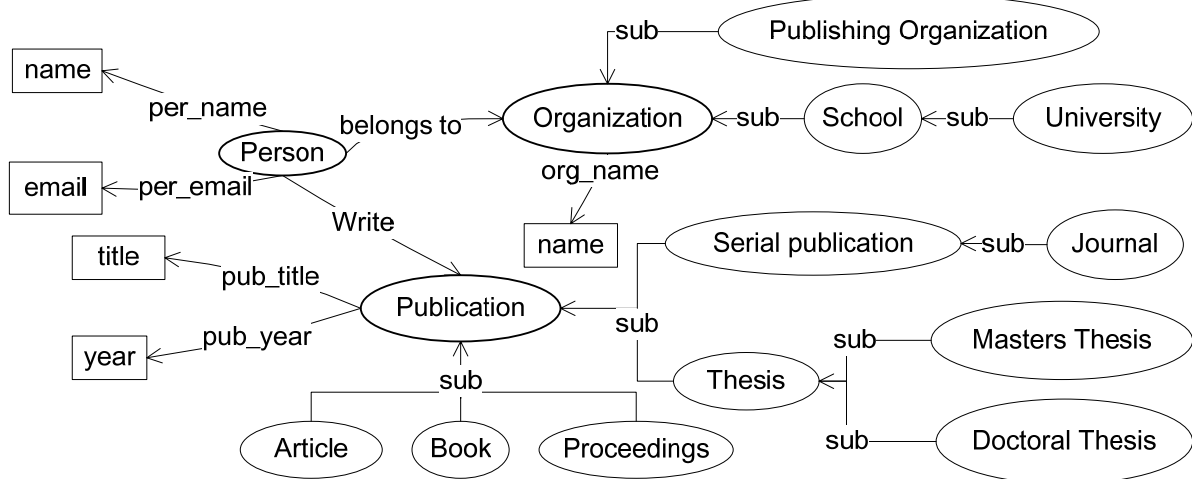 sub
Publishing Organization
name
per_name
belongs to
Organization
sub
School
sub
University
Person
email
per_email
org_name
Write
name
Serial publication
sub
Journal
title
pub_title
Publication
sub
pub_year
year
sub
Masters Thesis
Thesis
sub
sub
Doctoral Thesis
Article
Book
Proceedings